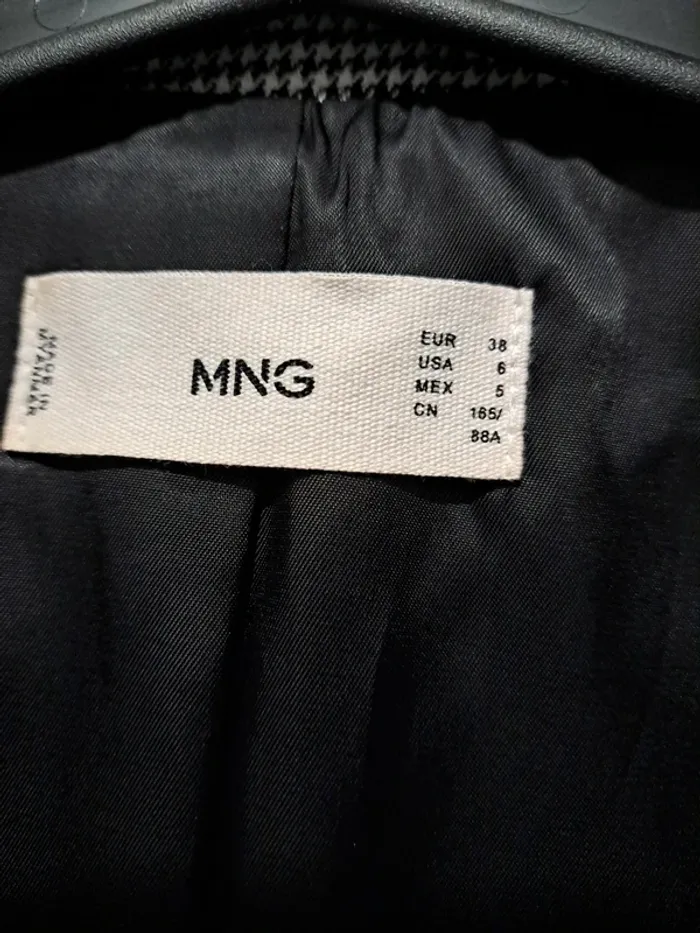 MADE IN
MYANMAR
MNG
EUR 38
USA 6
MEX 5
CN 165/
88A